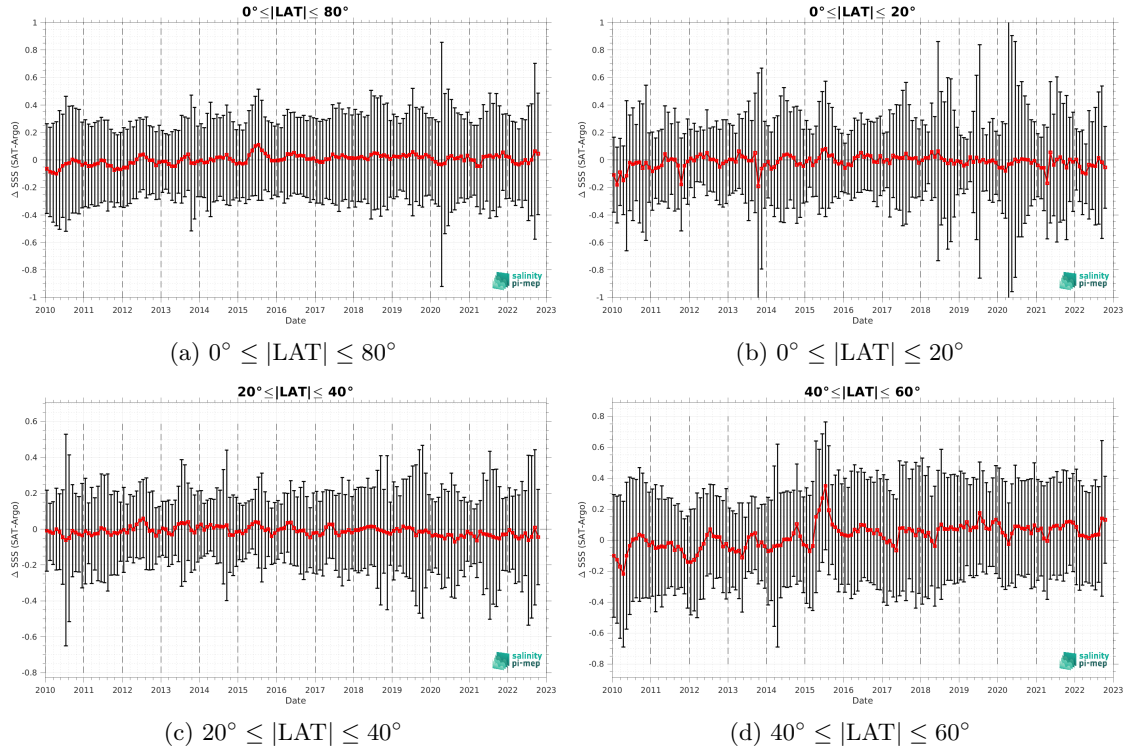 0°≤|LAT|≤ 80°
Δ SSS (SAT-Argo)
1
0.8
0.6
0.4
0.2
0
-0.2
-0.4
-0.6
-0.8
-1
2010 2011 2012 2013 2014 2015 2016 2017 2018 2019 2020 2021 2022 2023
Date
salinity
pi-mep
(a) 0° ≤ |LAT| ≤ 80°
0°≤|LAT|≤ 20°
Δ SSS (SAT-Argo)
1
0.8
0.6
0.4
0.2
0
-0.2
-0.4
-0.6
-0.8
-1
2010 2011 2012 2013 2014 2015 2016 2017 2018 2019 2020 2021 2022 2023
Date
salinity
pi-mep
(b) 0° ≤ |LAT| ≤ 20°
20°≤|LAT|≤ 40°
Δ SSS (SAT-Argo)
0.6
0.4
0.2
0
-0.2
-0.4
-0.6
-0.8
2010 2011 2012 2013 2014 2015 2016 2017 2018 2019 2020 2021 2022 2023
Date
salinity
pi-mep
(c) 20° ≤ |LAT| ≤ 40°
40°≤|LAT|≤ 60°
Δ SSS (SAT-Argo)
0.8
0.6
0.4
0.2
0
-0.2
-0.4
-0.6
-0.8
2010 2011 2012 2013 2014 2015 2016 2017 2018 2019 2020 2021 2022 2023
Date
salinity
pi-mep
(d) 40° ≤ |LAT| ≤ 60°